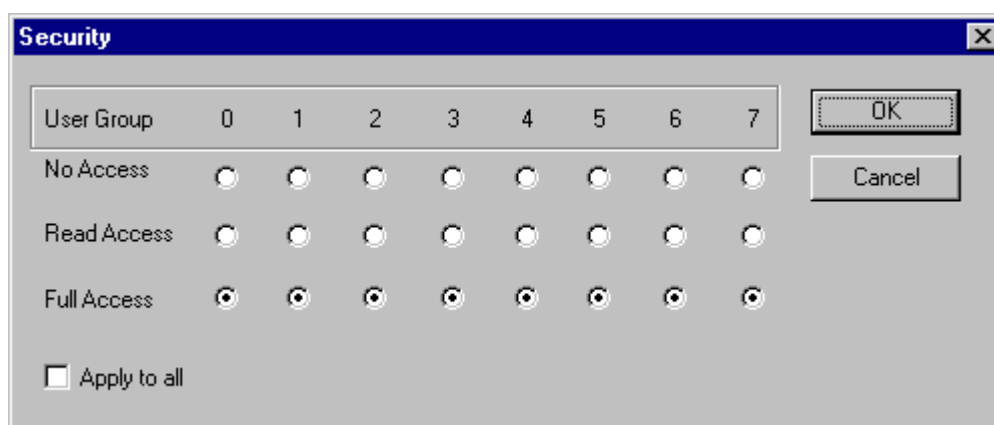 Security
User Group 0 1 2 3 4 5 6 7
OK
No Access
Cancel
Read Access
Full Access
Apply to all